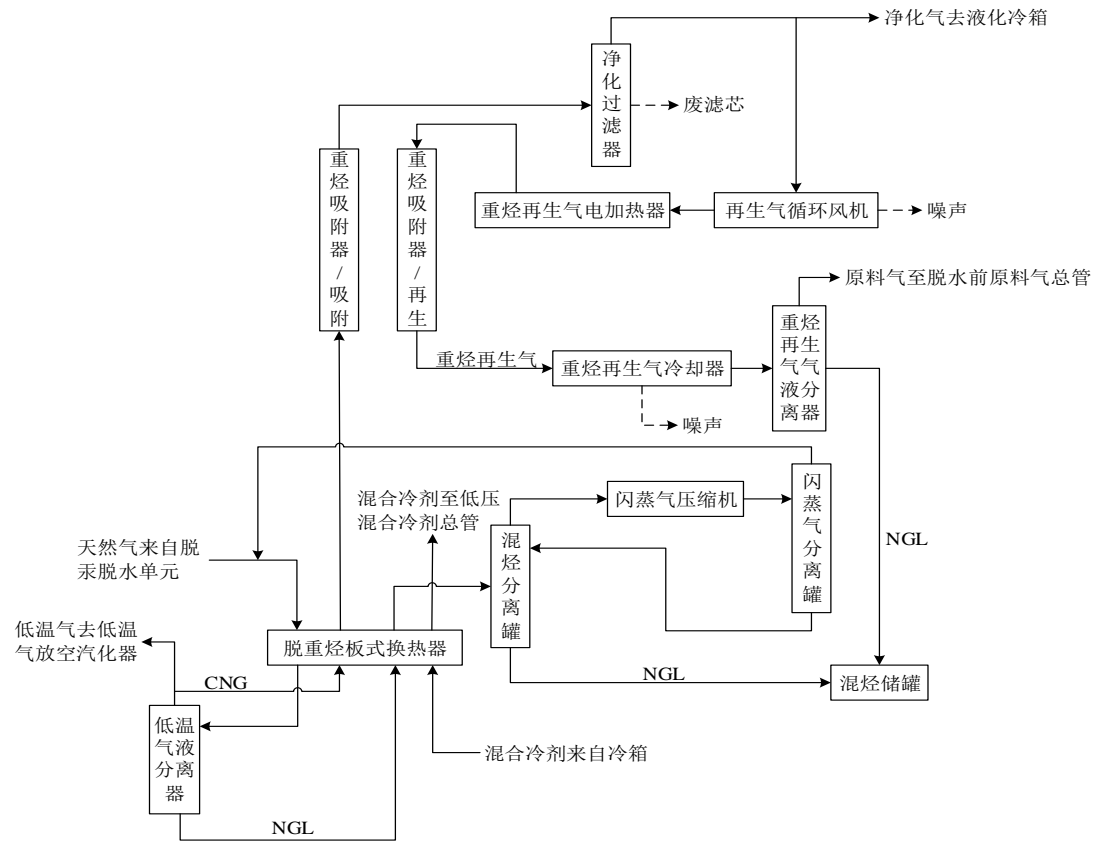 净化气去液化冷箱
净化过滤器
废滤芯
重烃吸附器/吸附
重烃吸附器/再生
重烃再生气电加热器
再生气循环风机
噪声
原料气至脱水前原料气总管
重烃
再生
气气
液分
离器
重烃再生气
重烃再生气冷却器
噪声
混合冷剂至低压
混合冷剂总管
闪蒸气压缩机
闪蒸气分离罐
混烃分离罐
NGL
天然气来自脱
汞脱水单元
低温气去低温
气放空汽化器
脱重烃板式换热器
CNG
NGL
混烃储罐
低温
气液
分离
器
混合冷剂来自冷箱
NGL